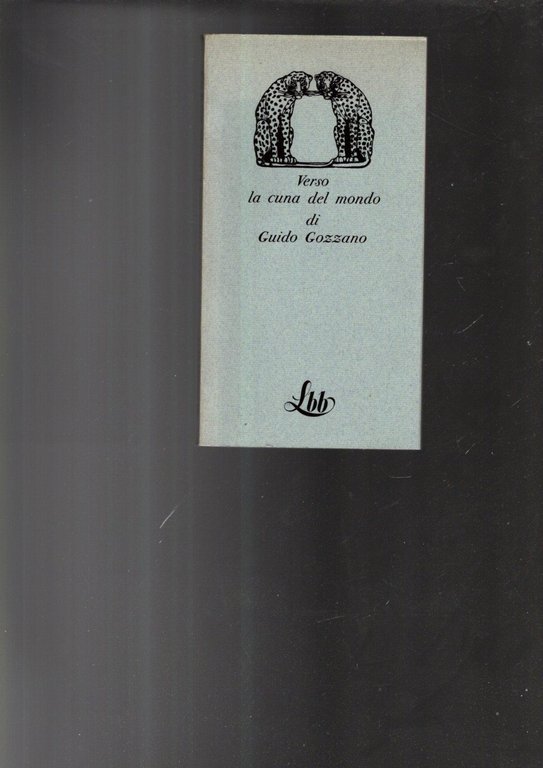 Verso
la cuna del mondo
di
Guido Gozzano
Lbb